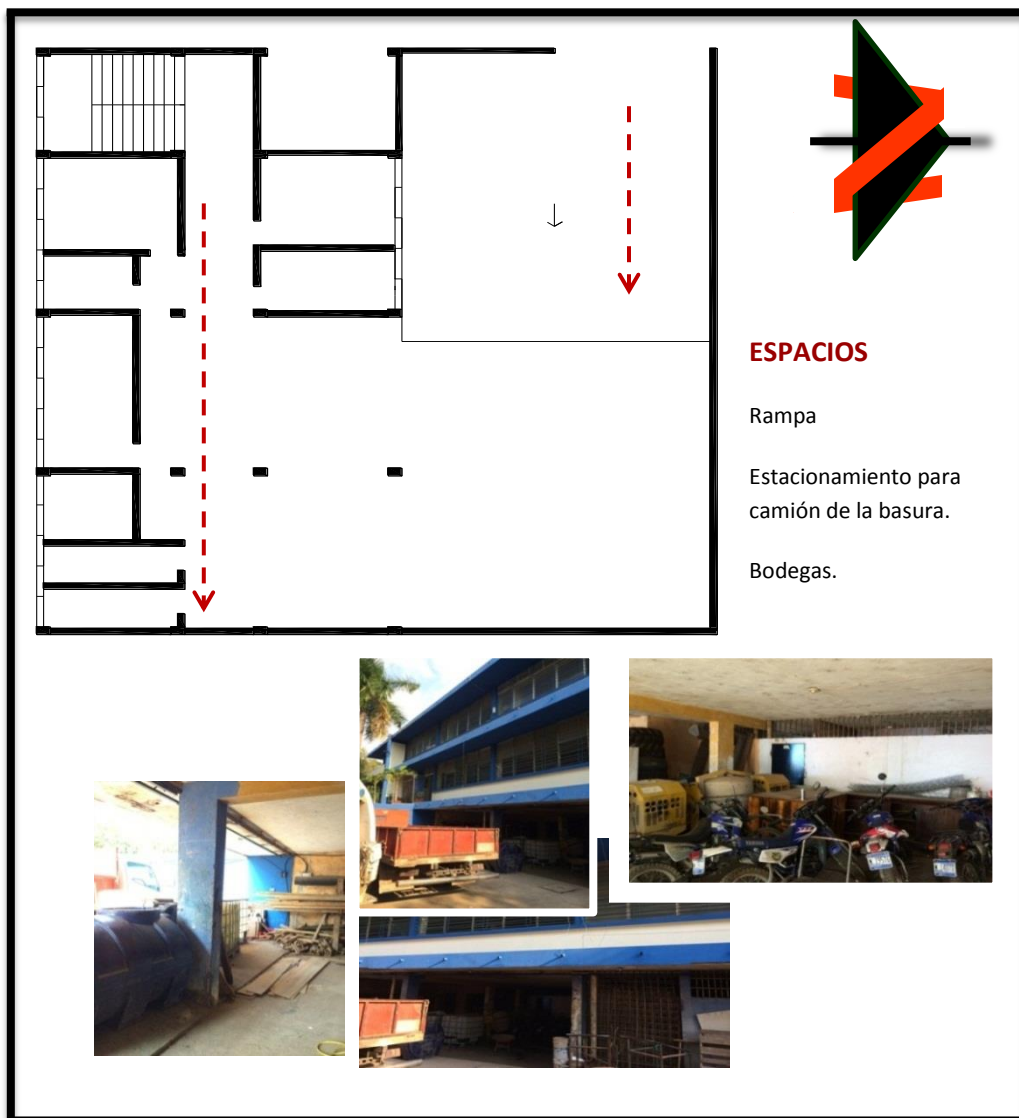 ESPACIOS
Rampa
Estacionamiento para
camión de la basura.
Bodegas.